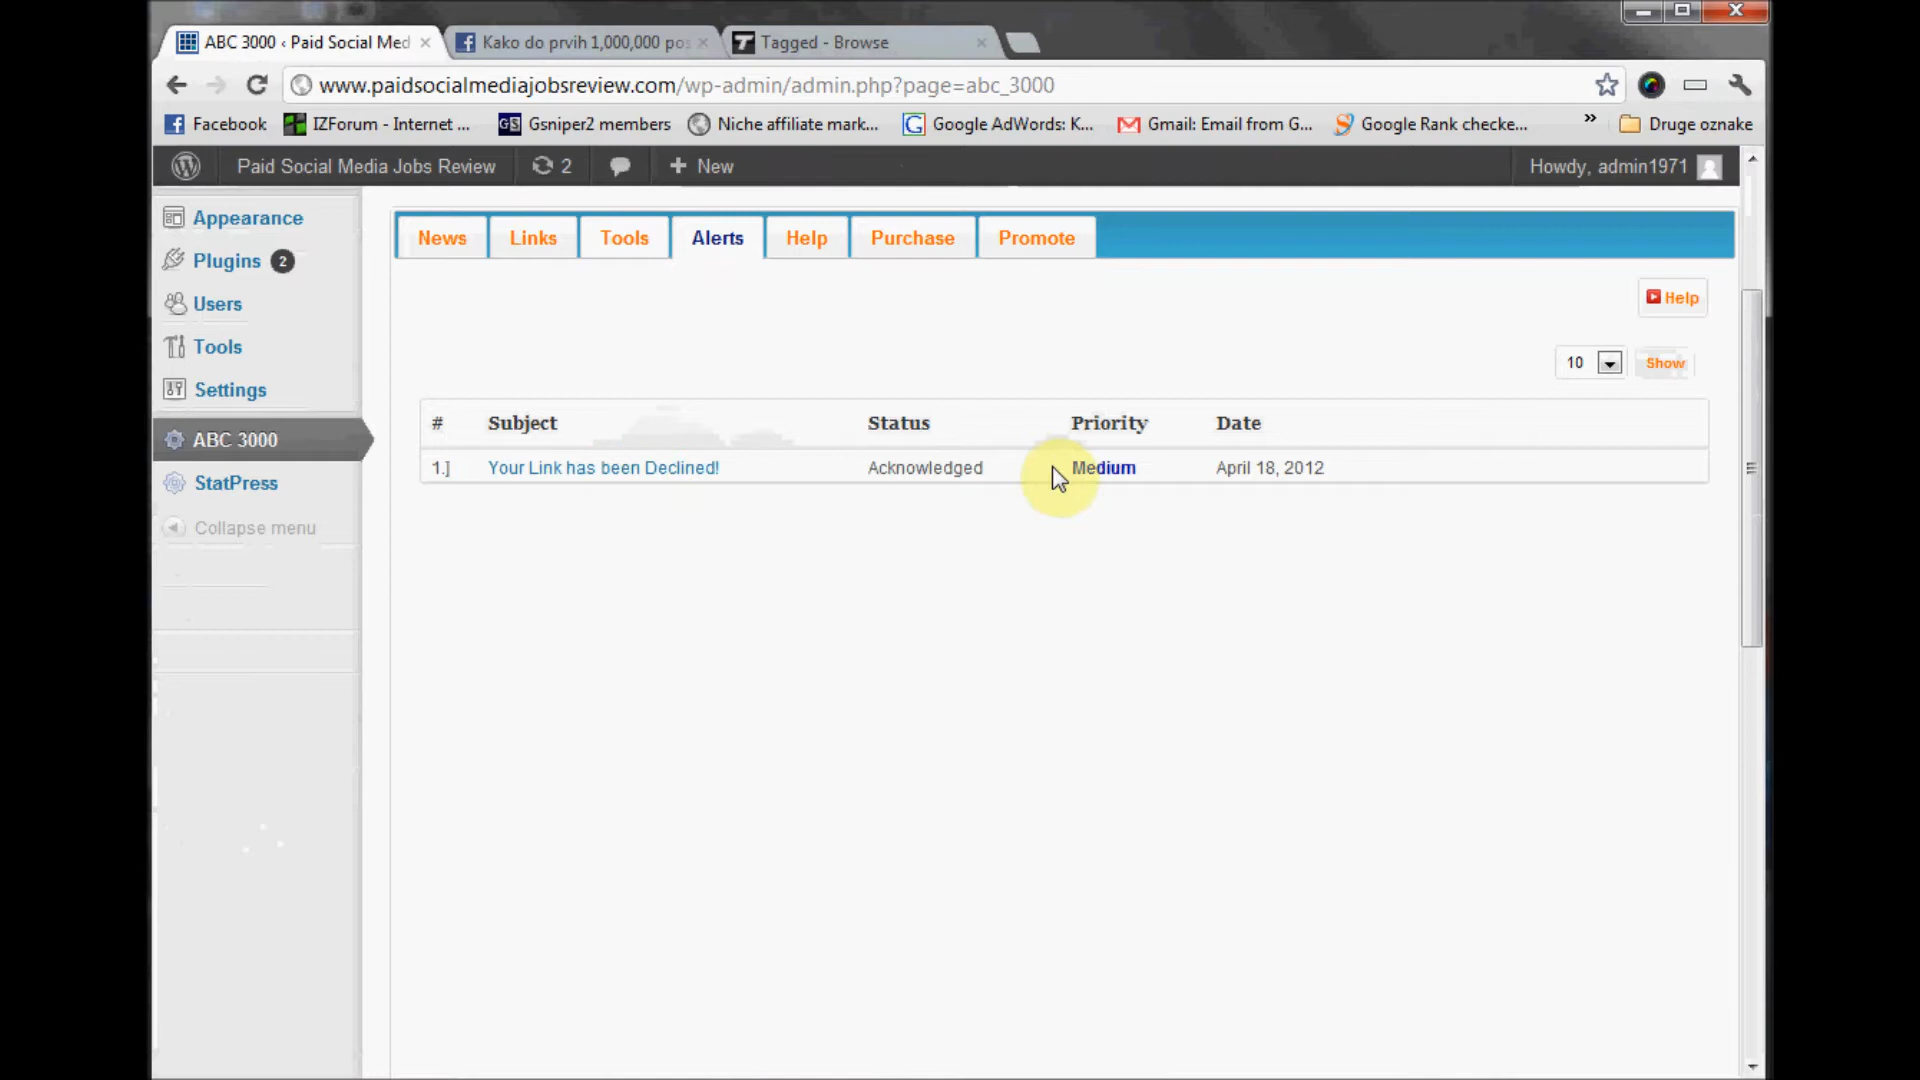 ABC 3000 ‹ Paid Social Med
Kako do prvih 1,000,000 pos
Tagged - Browse
www.paidsocialmediajobsreview.com/wp-admin/admin.php?page=abc_3000
Facebook
IZForum - Internet ...
GS Gsniper2 members
Niche affiliate mark...
Google AdWords: K...
Gmail: Email from G...
Google Rank checke...
»
Druge oznake
Paid Social Media Jobs Review
2
+ New
Howdy, admin1971
Appearance
Plugins 2
Users
Tools
Settings
ABC 3000
StatPress
Collapse menu
News
Links
Tools
Alerts
Help
Purchase
Promote
Help
10
Show
# Subject Status Priority Date
1.] Your Link has been Declined! Acknowledged Medium April 18, 2012